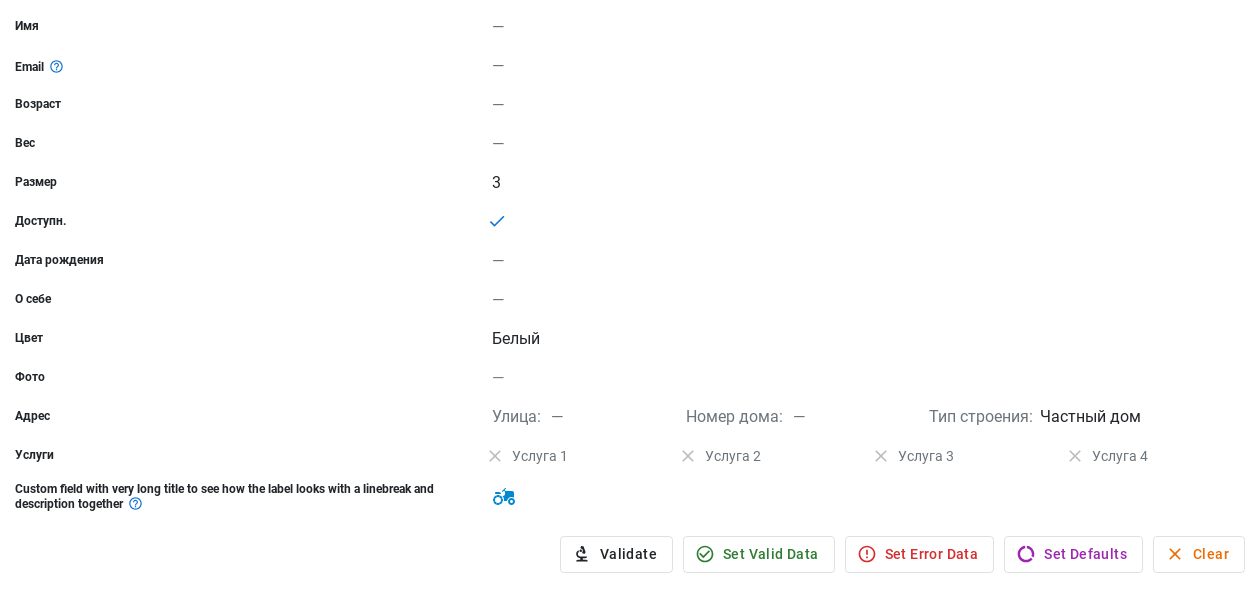 Имя —
Email —
Возраст —
Вес —
Размер 3
Доступн.
Дата рождения —
О себе —
Цвет Белый
Фото —
Адрес Улица: — Номер дома: — Тип строения: Частный дом
Услуги Услуга 1 Услуга 2 Услуга 3 Услуга 4
Custom field with very long title to see how the label looks with a linebreak and
description together
Validate Set Valid Data Set Error Data Set Defaults Clear